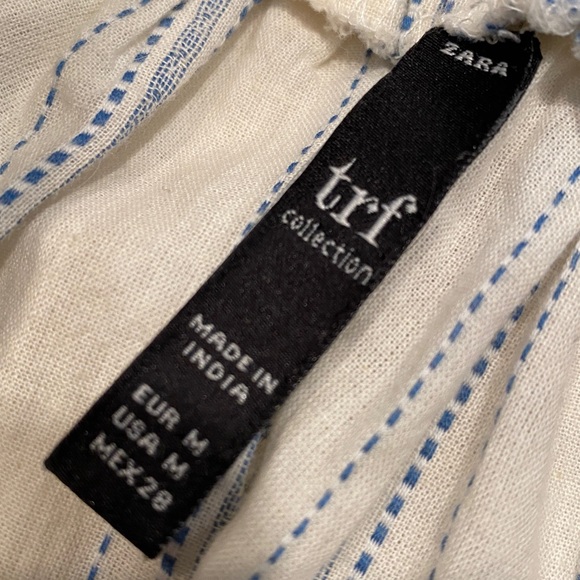 ZARA
trf
collection
MADE IN
INDIA
EUR M
USA M
MEX 28